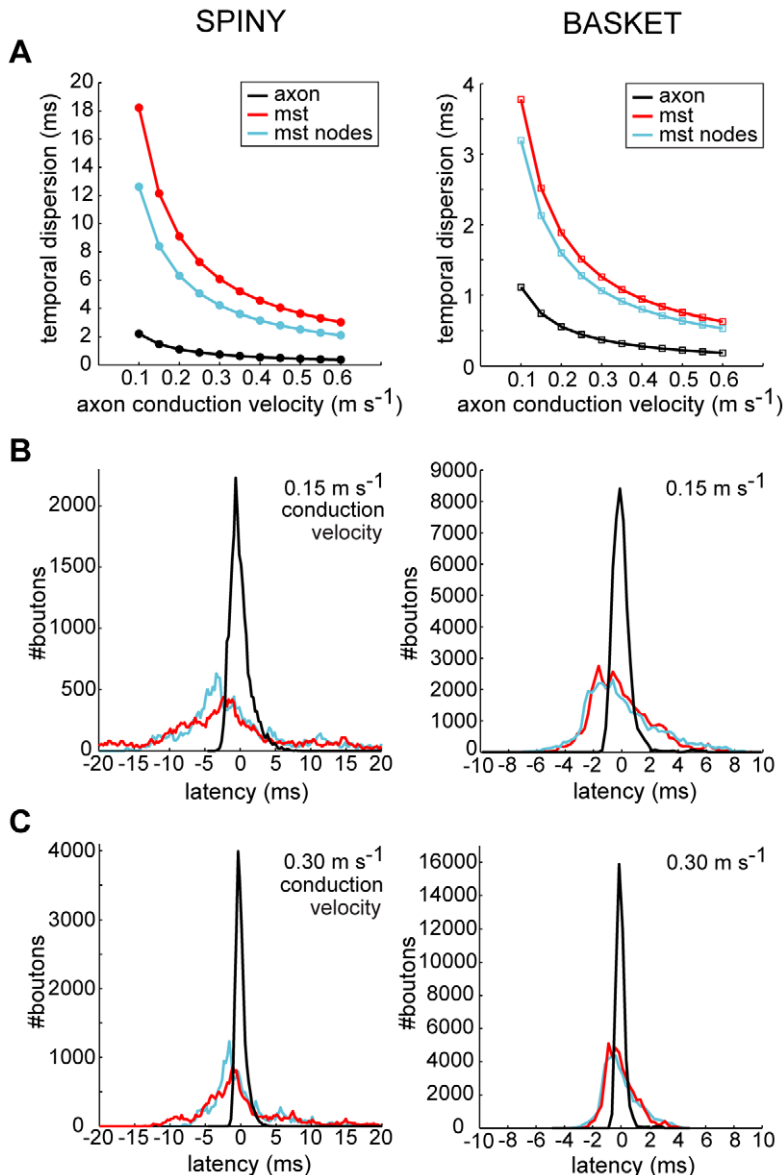 SPINY
BASKET
A
20
18
16
14
12
10
8
6
4
2
0
temporal dispersion (ms)
axon
mst
mst nodes
0.1 0.2 0.3 0.4 0.5 0.6
axon conduction velocity (m s-1)
4
3
2
1
0
temporal dispersion (ms)
axon
mst
mst nodes
0.1 0.2 0.3 0.4 0.5 0.6
axon conduction velocity (m s-1)
B
2000
1500
1000
500
0
#boutons
0.15 m s-1
conduction
velocity
-20 -15 -10 -5 0 5 10 15 20
latency (ms)
9000
8000
7000
6000
5000
4000
3000
2000
1000
0
#boutons
0.15 m s-1
-10 -8 -6 -4 -2 0 2 4 6 8 10
latency (ms)
C
4000
3000
2000
1000
0
#boutons
0.30 m s-1
conduction
velocity
-20 -15 -10 -5 0 5 10 15 20
latency (ms)
16000
14000
12000
10000
8000
6000
4000
2000
0
#boutons
0.30 m s-1
-10 -8 -6 -4 -2 0 2 4 6 8 10
latency (ms)